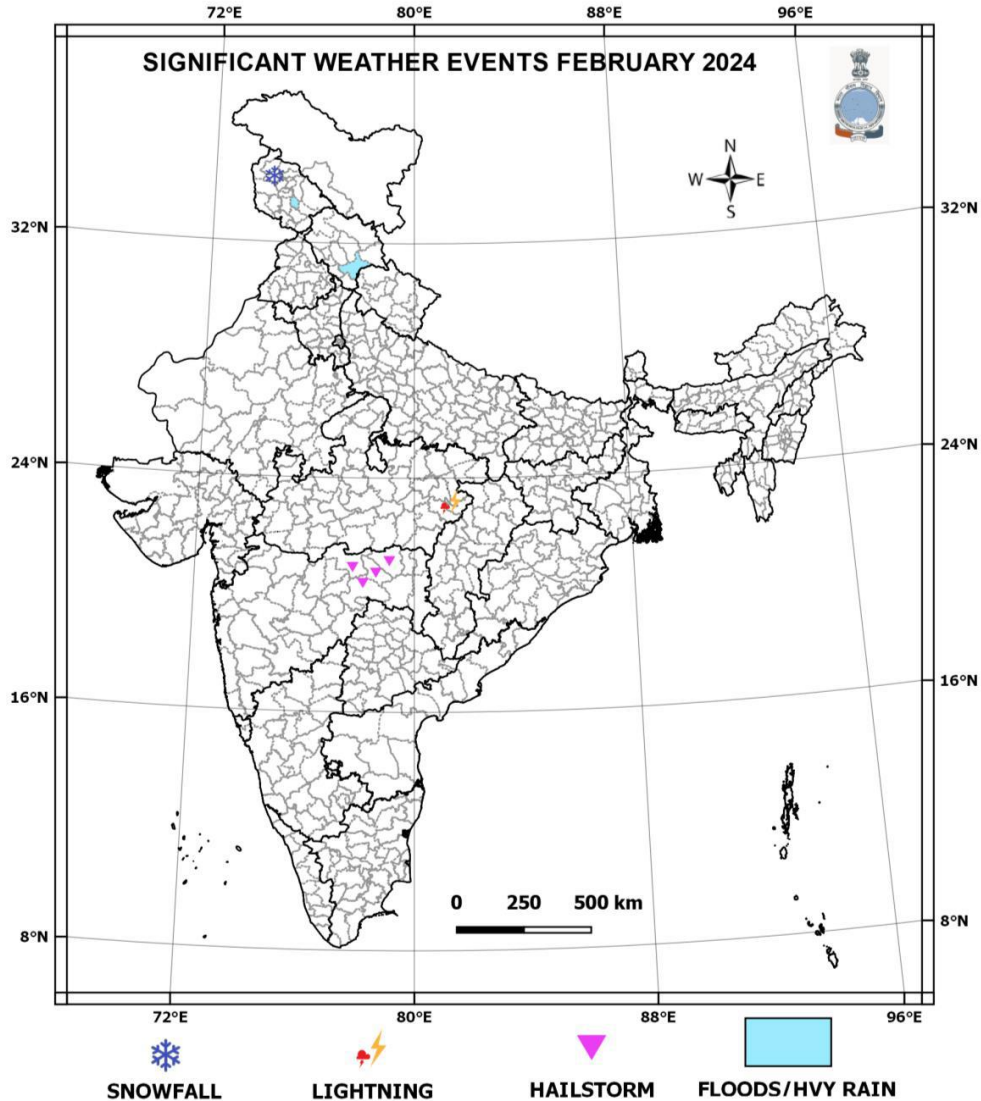 72°E 80°E 88°E 96°E
SIGNIFICANT WEATHER EVENTS FEBRUARY 2024
N
W E
S
32°N 32°N
24°N 24°N
16°N 16°N
0 250 500 km
8°N 8°N
72°E 80°E 88°E 96°E
SNOWFALL LIGHTNING HAILSTORM FLOODS/HVY RAIN